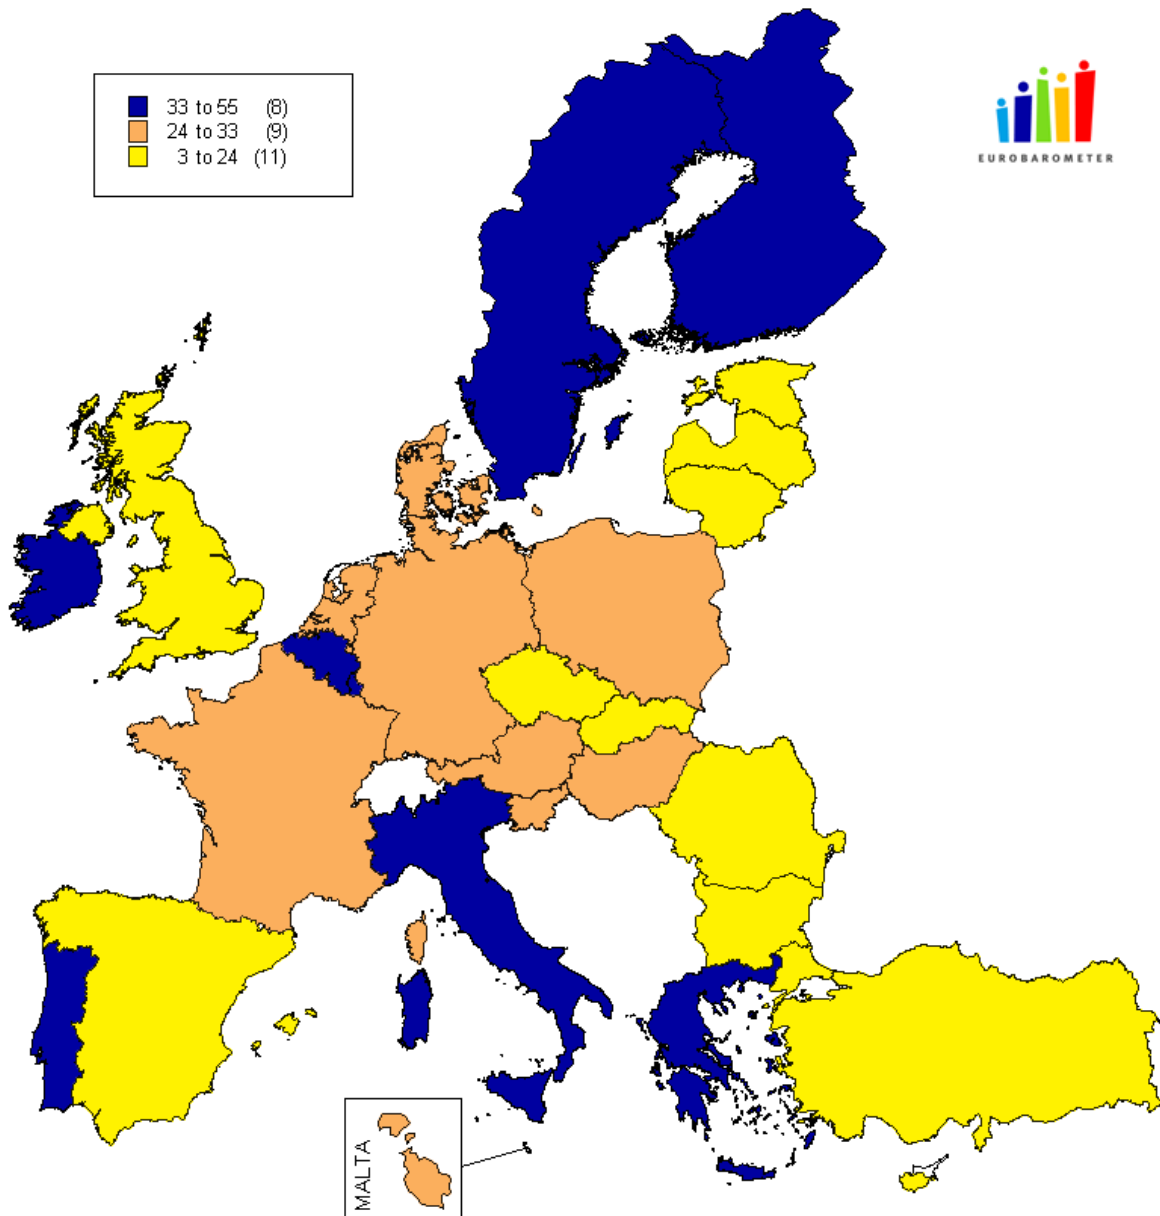 33 to 55 (8)
24 to 33 (9)
3 to 24 (11)
EUROBAROMETER
MALTA